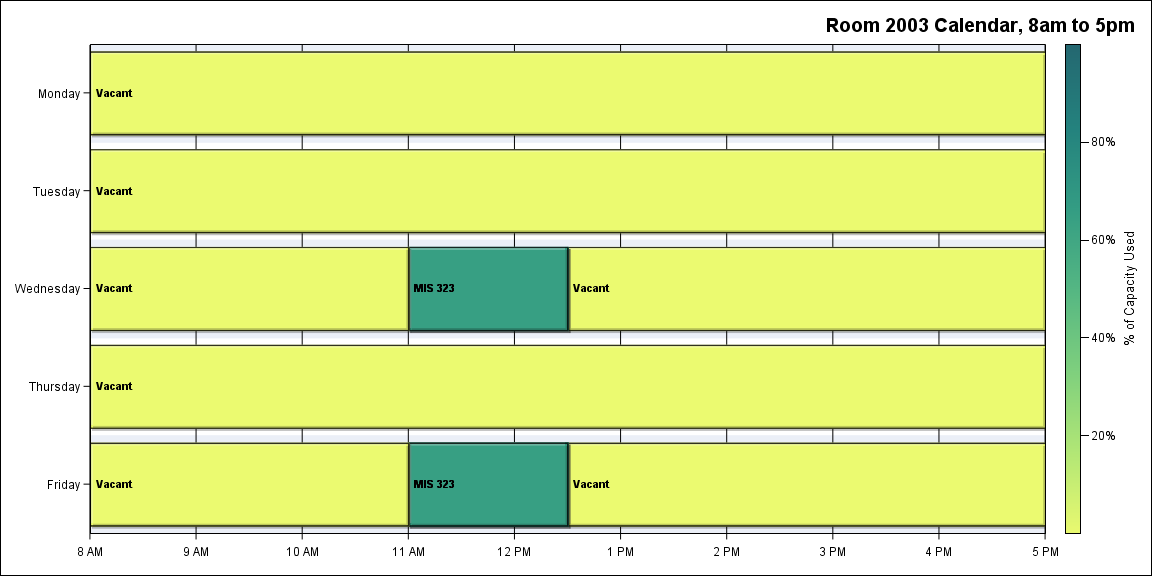 Room 2003 Calendar, 8am to 5pm
Monday
Vacant
Tuesday
Vacant
Wednesday
Vacant
MIS 323
Vacant
Thursday
Vacant
Friday
Vacant
MIS 323
Vacant
8 AM
9 AM
10 AM
11 AM
12 PM
1 PM
2 PM
3 PM
4 PM
5 PM
80%
60%
40%
20%
% of Capacity Used